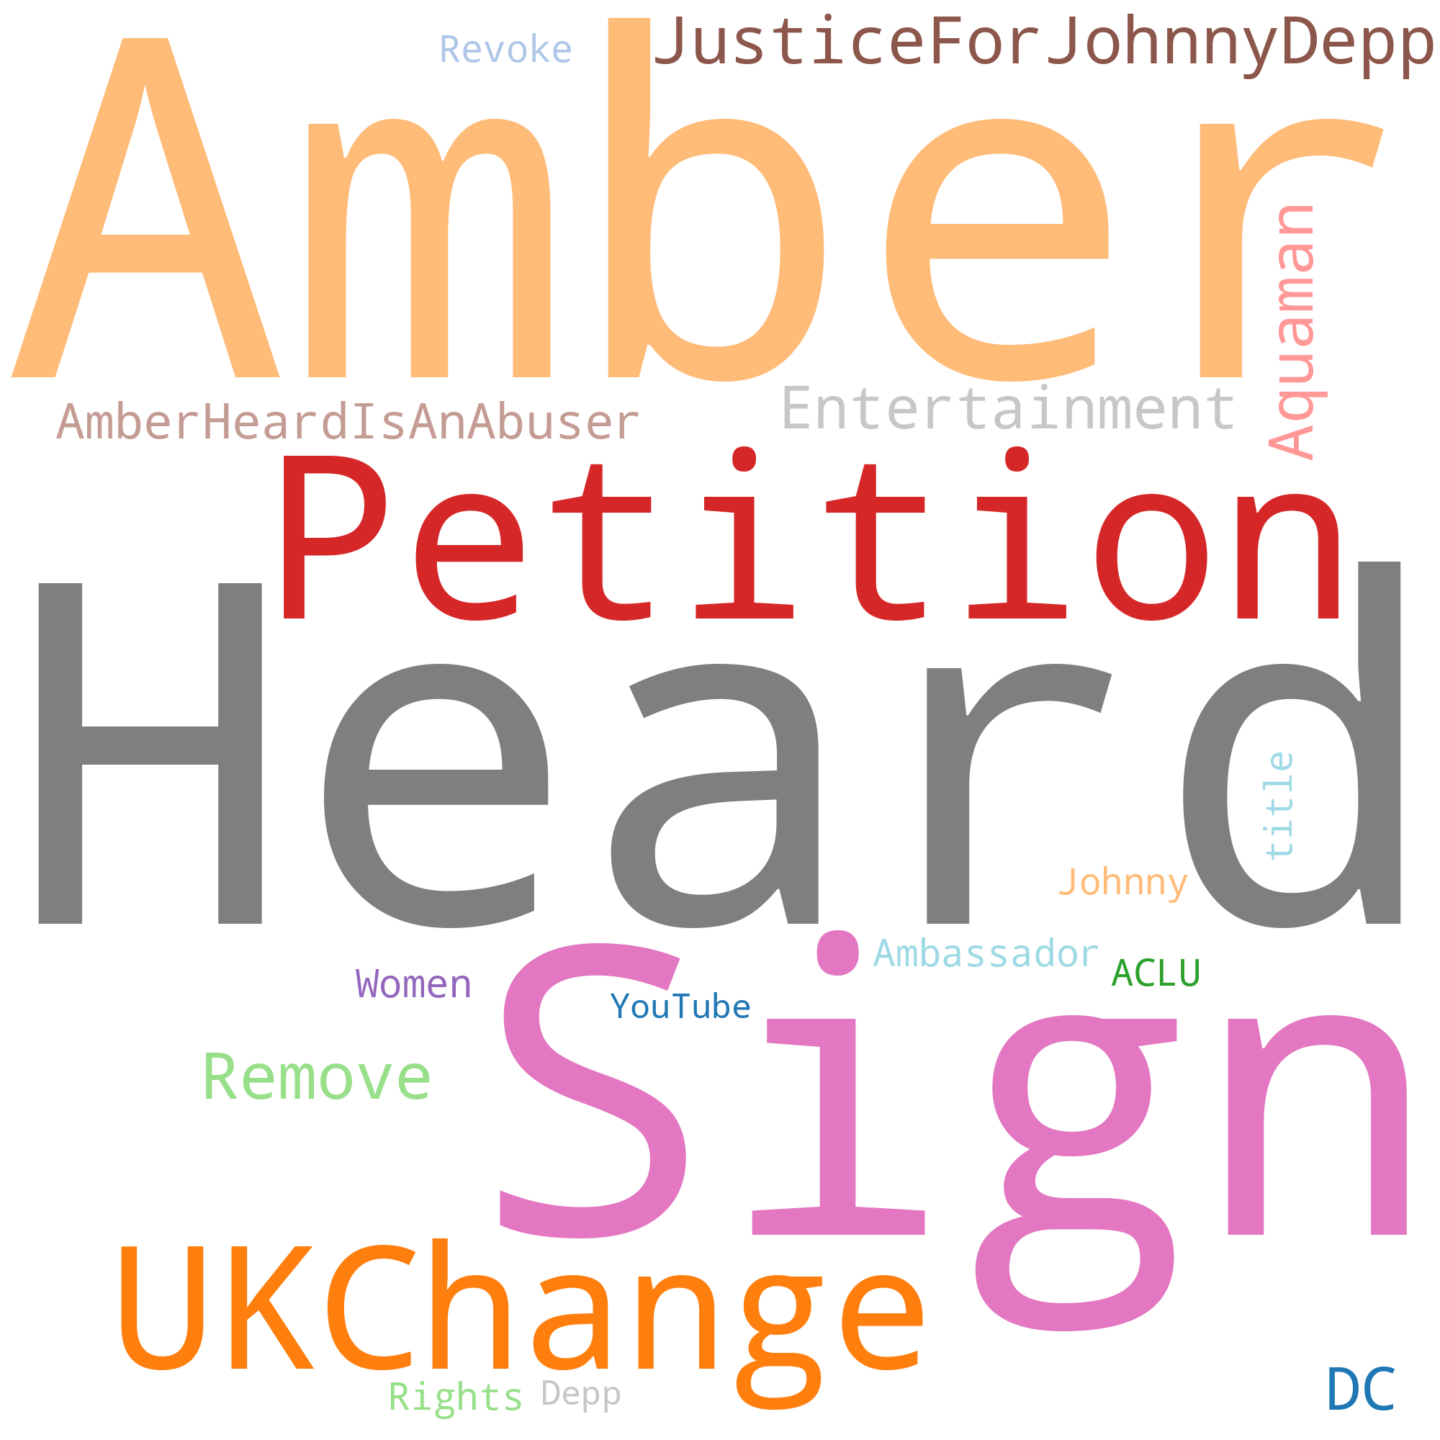 Revoke
JusticeForJohnnyDepp
Amber
Aquaman
AmberHeardIsAnAbuser
Entertainment
Petition
Heard
title
Johnny
Sign
Women
YouTube
Ambassador
ACLU
Remove
UKChange
Rights
Depp
DC